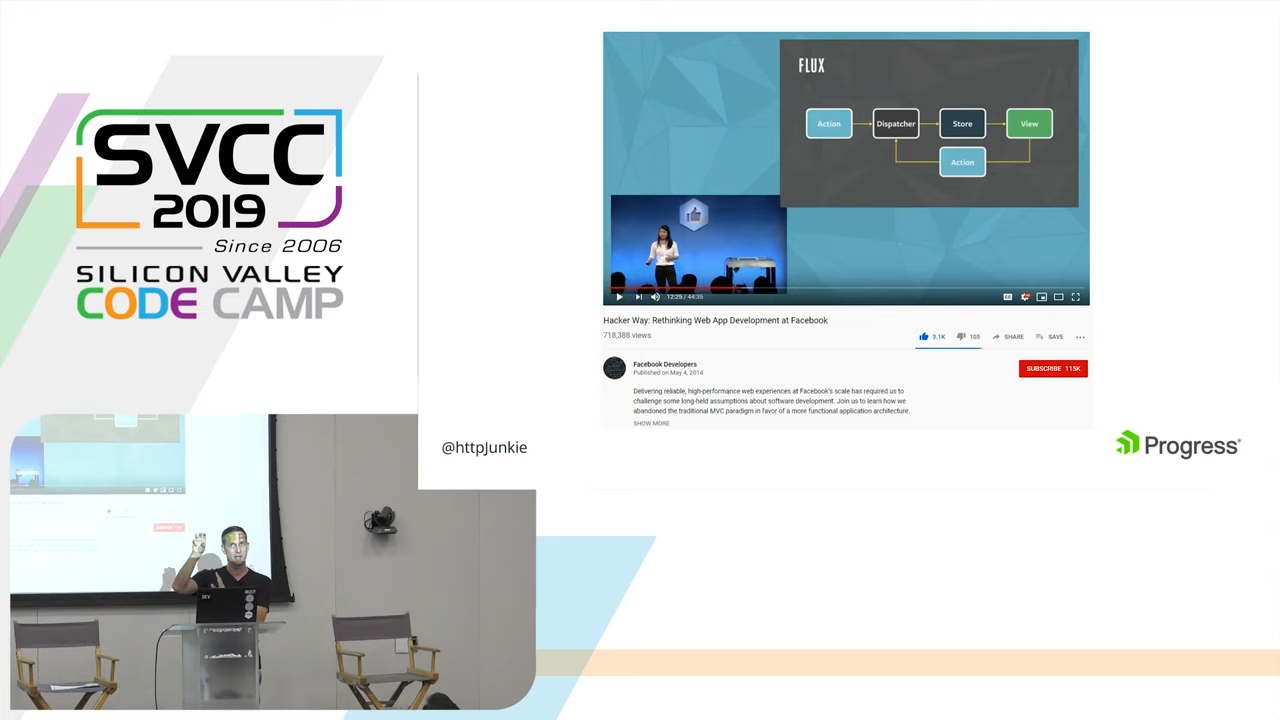 SVCC
2019
Since 2006
SILICON VALLEY
CODE CAMP
FLUX
Action
Dispatcher
Store
View
Action
12:25 / 44:35
Hacker Way: Rethinking Web App Development at Facebook
718,388 views
3.1K
105
SHARE
SAVE
Facebook Developers
Published on May 4, 2014
SUBSCRIBE 115K
Delivering reliable, high-performance web experiences at Facebook's scale has required us to
challenge some long-held assumptions about software development. Join us to learn how we
abandoned the traditional MVC paradigm in favor of a more functional application architecture.
SHOW MORE
@httpJunkie
Progress
DEV